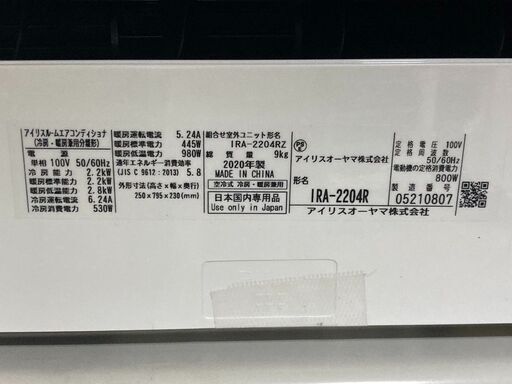 アイリスルームエアコンディショナ
(冷房・暖房兼用分離形)
電源
単相 100V 50/60Hz
冷房能力 2.2kW
暖房標準能力 2.2kW
暖房低温能力 2.8kW
冷房運転電流 6.24A
冷房消費電力 530W
暖房運転電流 5.24A
暖房標準電力 445W
暖房低温電力 980W
通年エネルギー消費効率
(JIS C 9612:2013) 5.8
外形寸法(高さ×幅×奥行)
250×795×230(mm)
組合せ室外ユニット形名
IRA-2204RZ
総質量 9kg
2020年製
MADE IN CHINA
空冷式 冷房・暖房兼用
日本国内専用品
Use only in Japan
PS
E
アイリスオーヤマ株式会社
形名
IRA-2204R
アイリスオーヤマ株式会社
定格電圧 100V
定格周波数
50/60Hz
電動機の定格消費電力
800W
製造番号
05210807